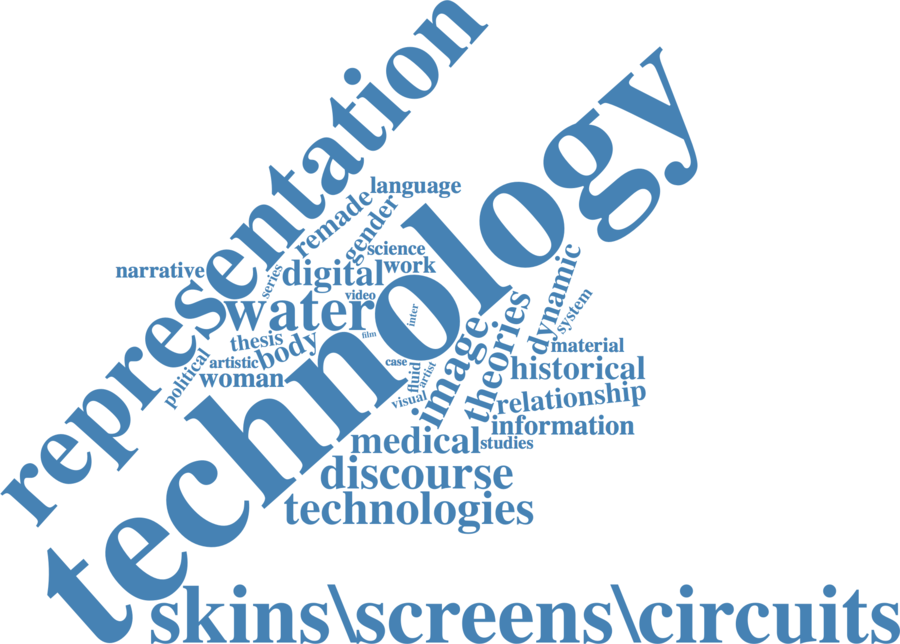 representation
technology
language
remade
gender
science
narrative
series
digital
work
video
water
inter
dynamic
system
thesis
body
film
image
theories
material
political
artistic
woman
case
fluid
artist
visual
historical
relationship
information
medical
studies
discourse
technologies
skins\screens\circuits